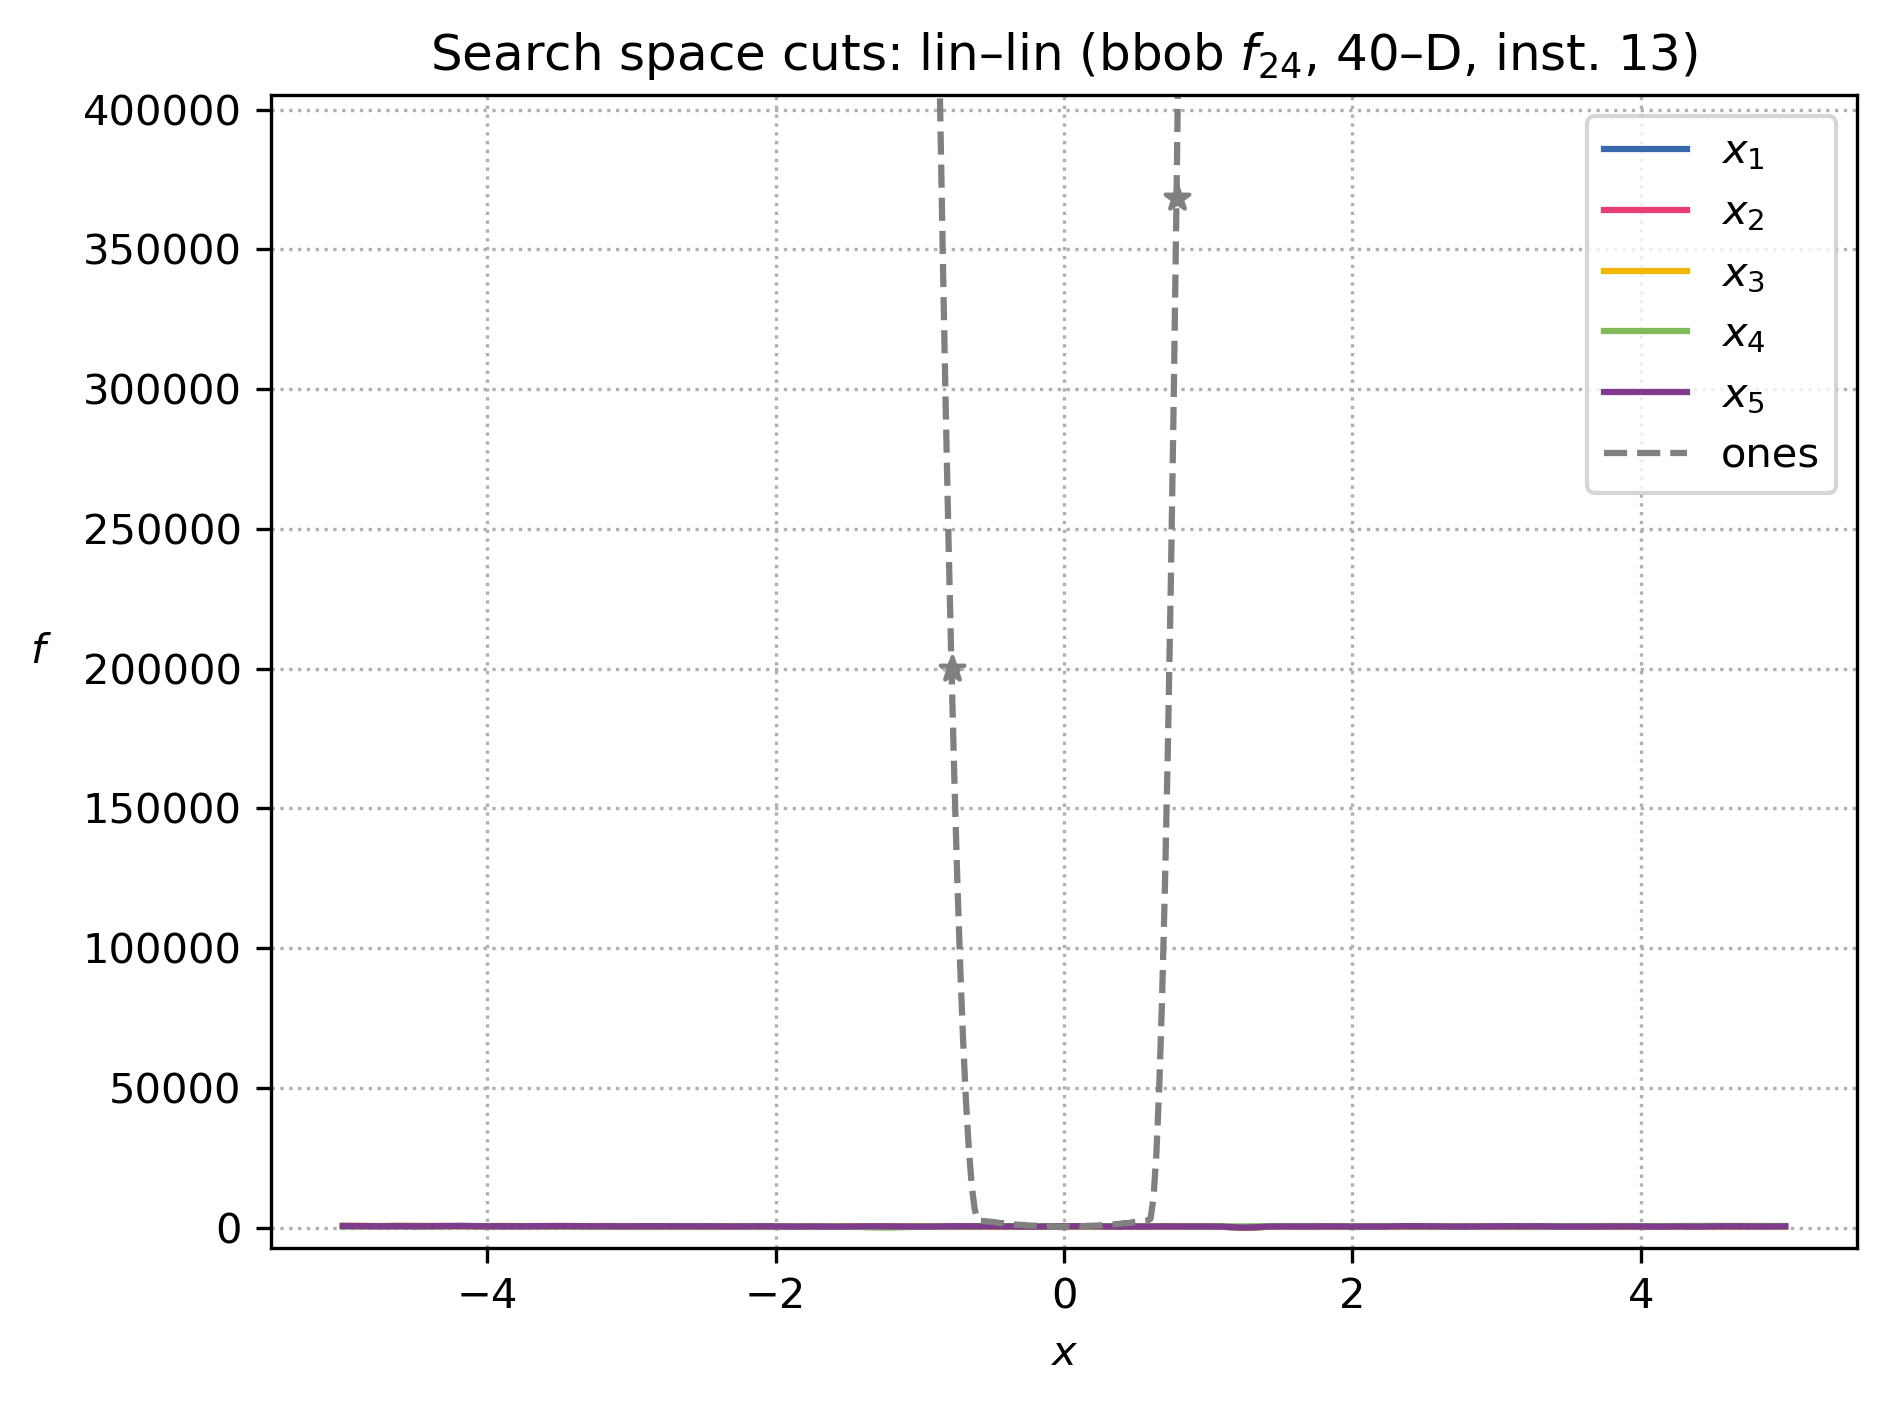 Search space cuts: lin–lin (bbob f24, 40–D, inst. 13)
400000
350000
300000
250000
200000
150000
100000
50000
0
f
−4
−2
0
2
4
x
x1
x2
x3
x4
x5
ones